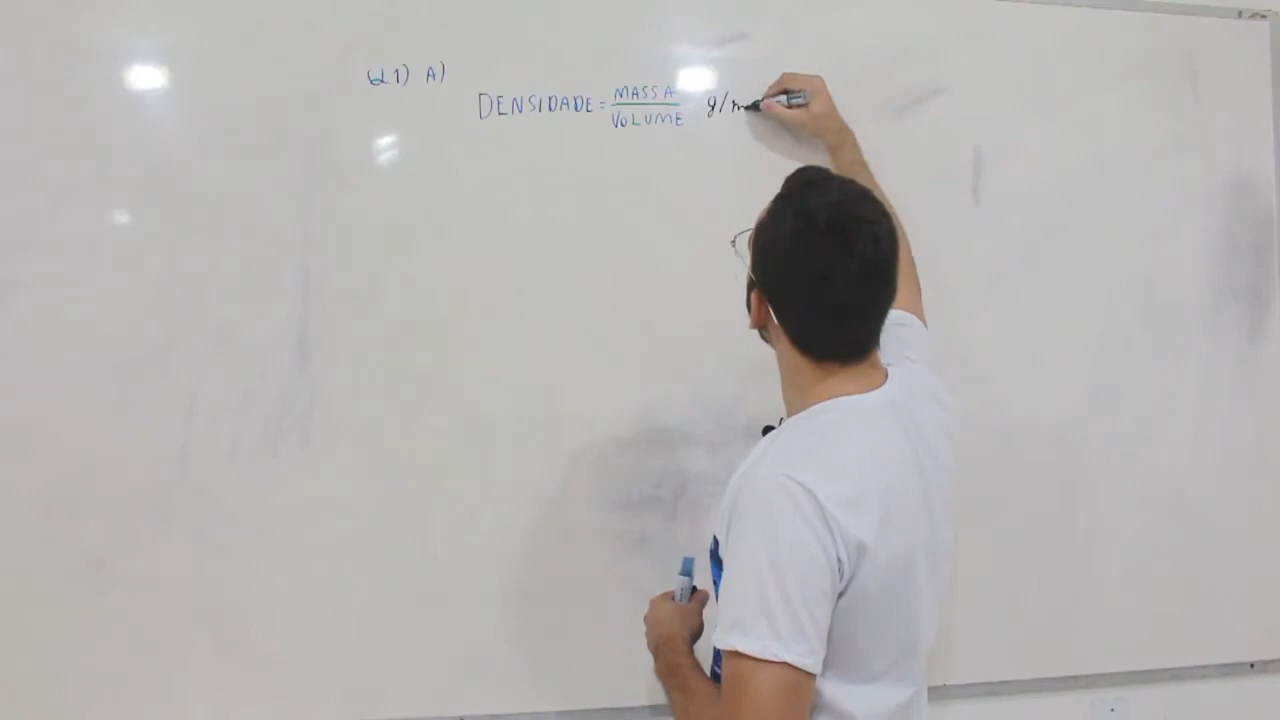 Q1) A)
DENSIDADE = MASSA / VOLUME g/m